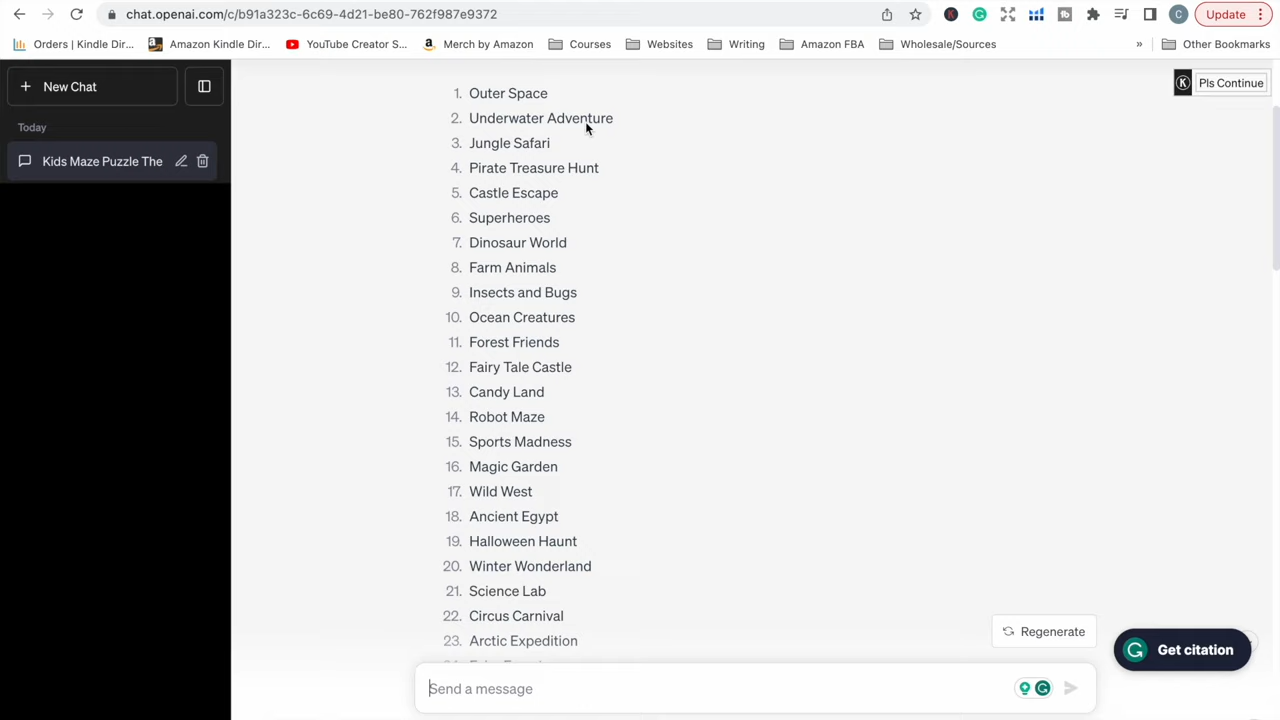 chat.openai.com/c/b91a323c-6c69-4d21-be80-762f987e9372
C
Update
Orders | Kindle Dir...
Amazon Kindle Dir...
YouTube Creator S...
Merch by Amazon
Courses
Websites
Writing
Amazon FBA
Wholesale/Sources
»
Other Bookmarks
+ New Chat
Today
Kids Maze Puzzle The
K Pls Continue
1. Outer Space
2. Underwater Adventure
3. Jungle Safari
4. Pirate Treasure Hunt
5. Castle Escape
6. Superheroes
7. Dinosaur World
8. Farm Animals
9. Insects and Bugs
10. Ocean Creatures
11. Forest Friends
12. Fairy Tale Castle
13. Candy Land
14. Robot Maze
15. Sports Madness
16. Magic Garden
17. Wild West
18. Ancient Egypt
19. Halloween Haunt
20. Winter Wonderland
21. Science Lab
22. Circus Carnival
23. Arctic Expedition
Regenerate
Get citation
Send a message